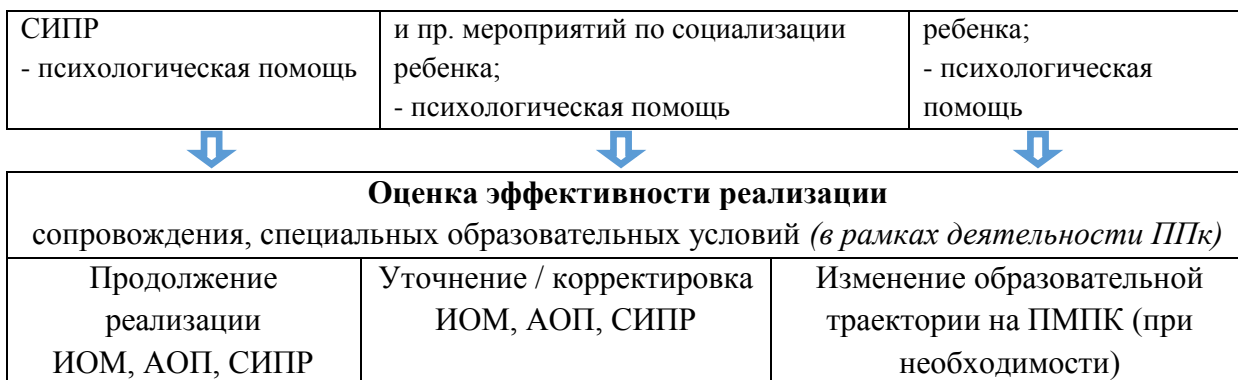 СИПР
- психологическая помощь
и пр. мероприятий по социализации
ребенка;
- психологическая помощь
ребенка;
- психологическая
помощь
Оценка эффективности реализации
сопровождения, специальных образовательных условий (в рамках деятельности ППк)
Продолжение
реализации
ИОМ, АОП, СИПР
Уточнение / корректировка
ИОМ, АОП, СИПР
Изменение образовательной
траектории на ПМПК (при
необходимости)